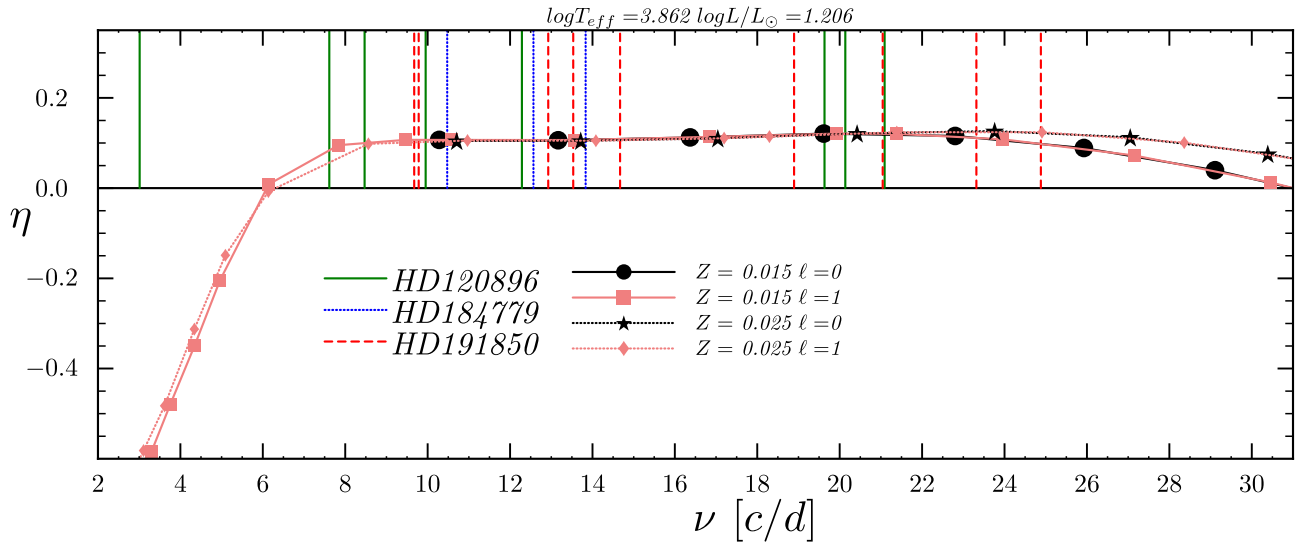 logT_eff =3.862 logL/L_⊙ =1.206
0.2
0.0
−0.2
−0.4
η
HD120896
HD184779
HD191850
Z = 0.015 ℓ =0
Z = 0.015 ℓ =1
Z = 0.025 ℓ =0
Z = 0.025 ℓ =1
2 4 6 8 10 12 14 16 18 20 22 24 26 28 30
ν [c/d]